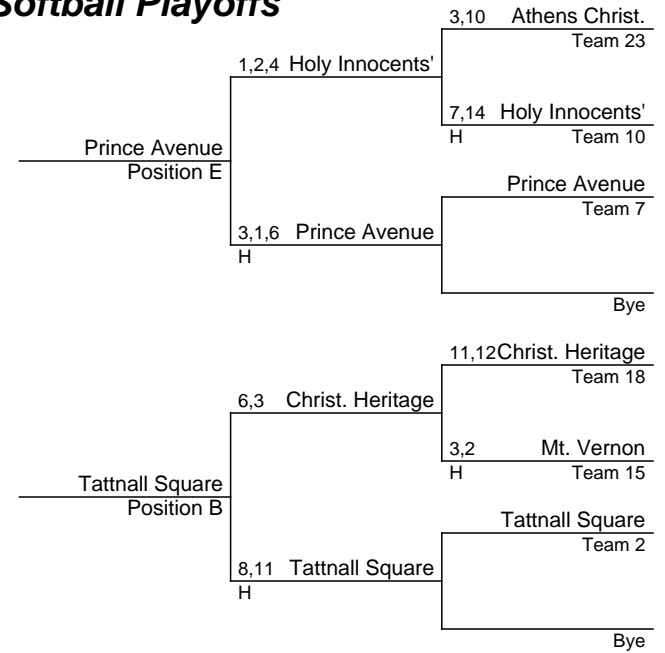 Softball Playoffs
3,10 Athens Christ.
Team 23
1,2,4 Holy Innocents'
7,14 Holy Innocents'
H Team 10
Prince Avenue
Position E
Prince Avenue
Team 7
3,1,6 Prince Avenue
H
Bye
11,12 Christ. Heritage
Team 18
6,3 Christ. Heritage
3,2 Mt. Vernon
H Team 15
Tattnall Square
Position B
Tattnall Square
Team 2
8,11 Tattnall Square
H
Bye